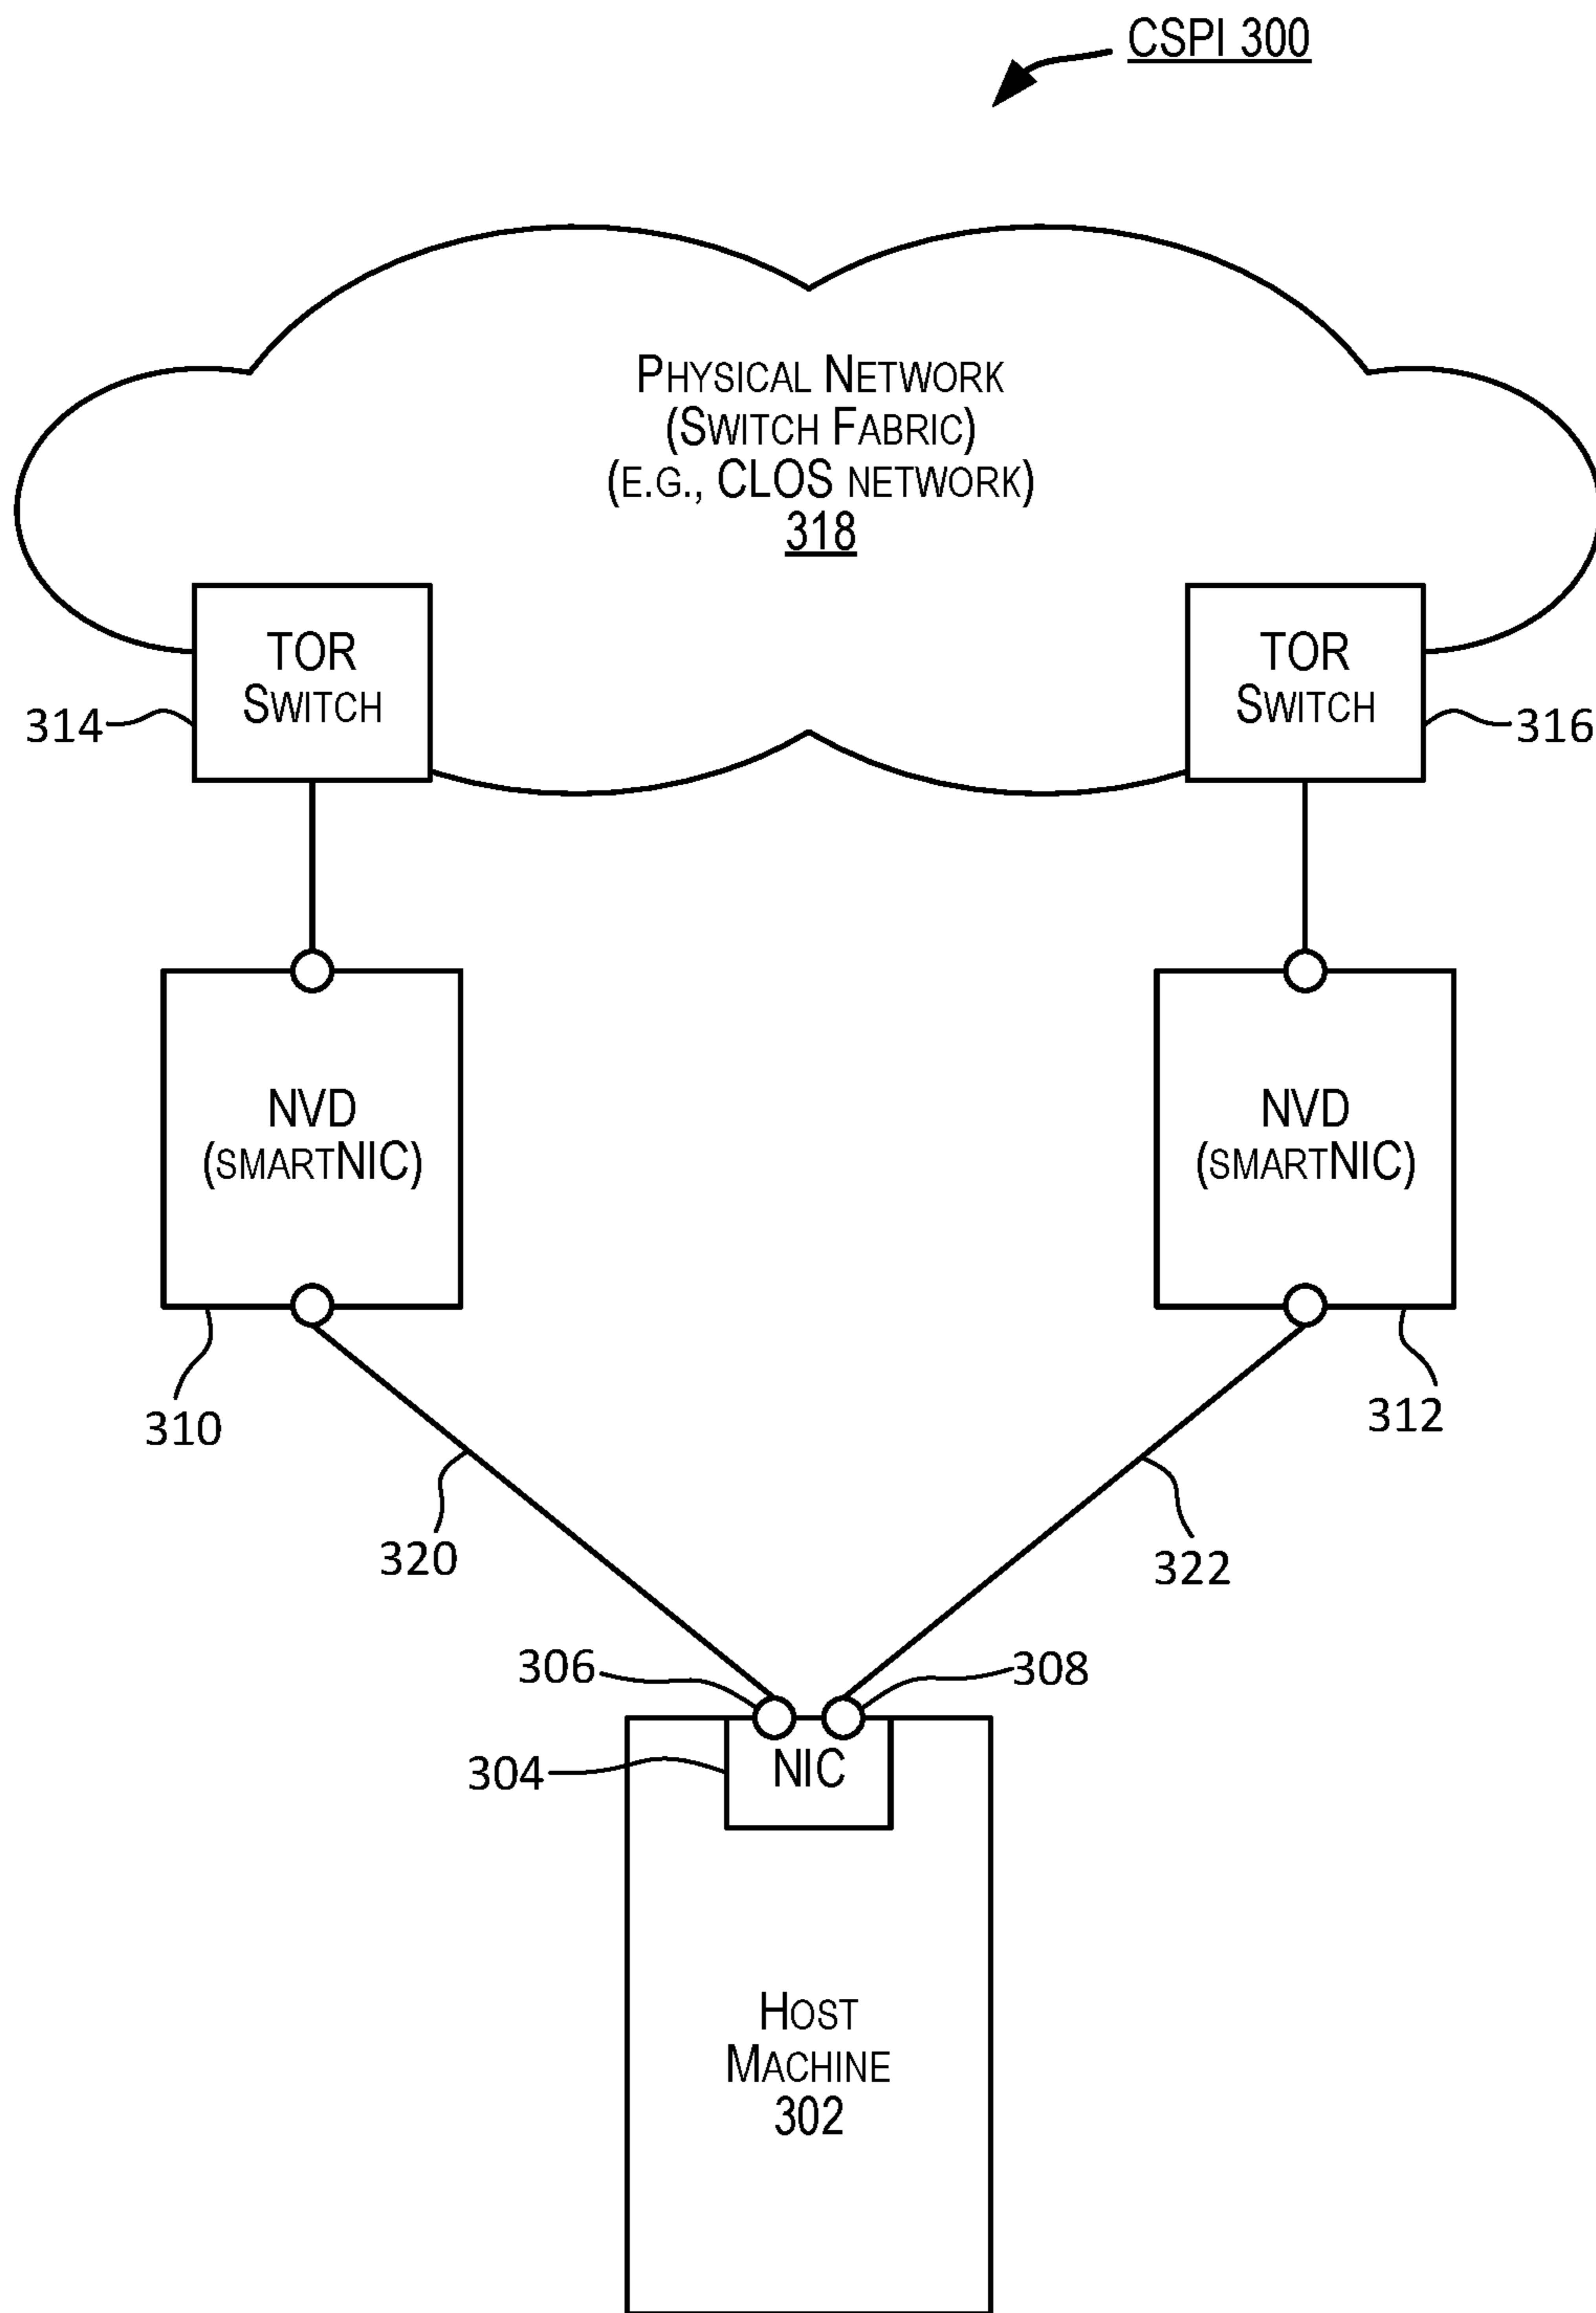 CSPI 300
PHYSICAL NETWORK
(SWITCH FABRIC)
(E.G., CLOS NETWORK)
318
TOR
SWITCH
TOR
SWITCH
314
316
NVD
(SMARTNIC)
NVD
(SMARTNIC)
310
312
320
322
306
308
304
NIC
HOST
MACHINE
302